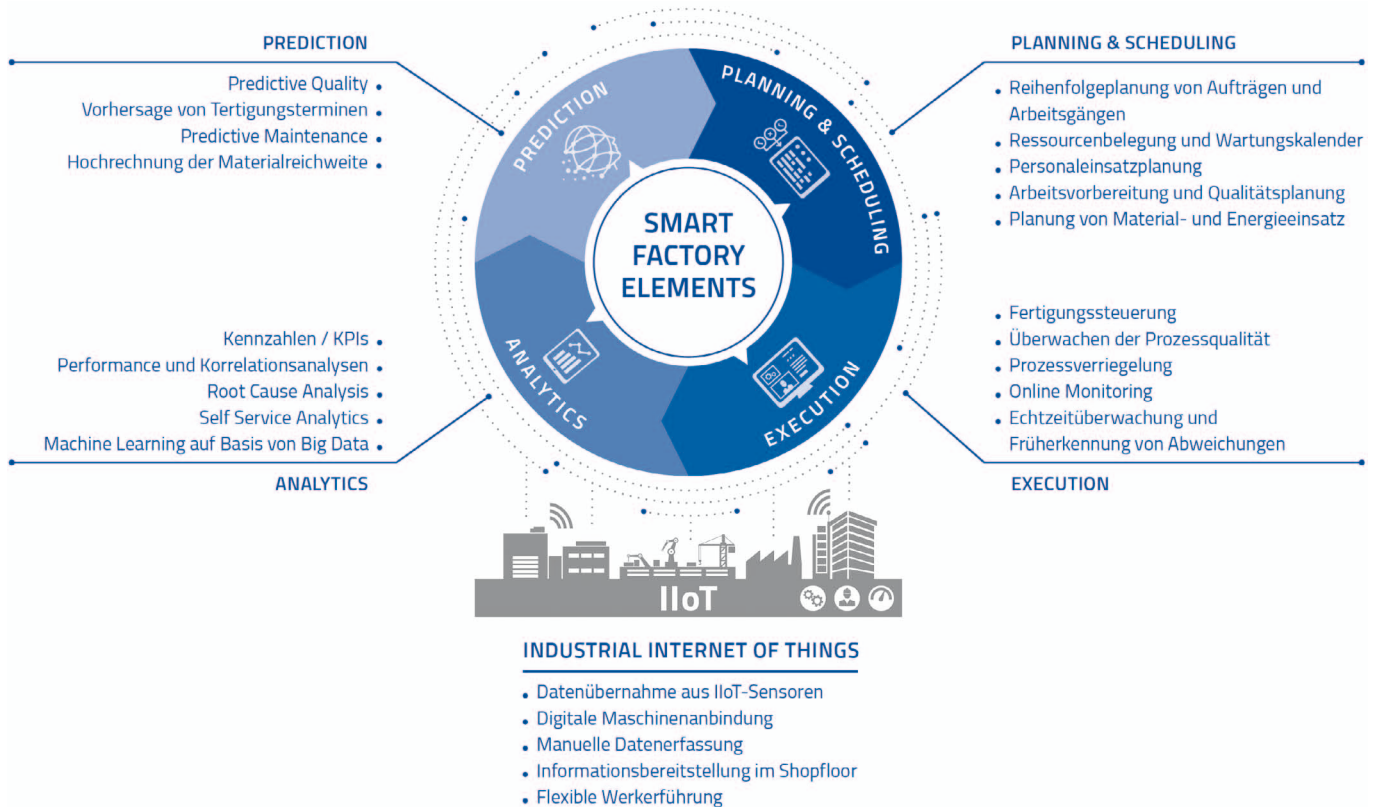 PREDICTION
Predictive Quality •
Vorhersage von Tertigungsterminen •
Predictive Maintenance •
Hochrechnung der Materialreichweite •
PLANNING & SCHEDULING
• Reihenfolgeplanung von Aufträgen und
Arbeitsgängen
• Ressourcenbelegung und Wartungskalender
• Personaleinsatzplanung
• Arbeitsvorbereitung und Qualitätsplanung
• Planung von Material- und Energieeinsatz
PREDICTION
PLANNING & SCHEDULING
SMART
FACTORY
ELEMENTS
ANALYTICS
EXECUTION
Kennzahlen / KPIs •
Performance und Korrelationsanalysen •
Root Cause Analysis •
Self Service Analytics •
Machine Learning auf Basis von Big Data •
ANALYTICS
• Fertigungssteuerung
• Überwachen der Prozessqualität
• Prozessverriegelung
• Online Monitoring
• Echtzeitüberwachung und
Früherkennung von Abweichungen
EXECUTION
IIoT
INDUSTRIAL INTERNET OF THINGS
• Datenübernahme aus IIoT-Sensoren
• Digitale Maschinenanbindung
• Manuelle Datenerfassung
• Informationsbereitstellung im Shopfloor
• Flexible Werkerführung